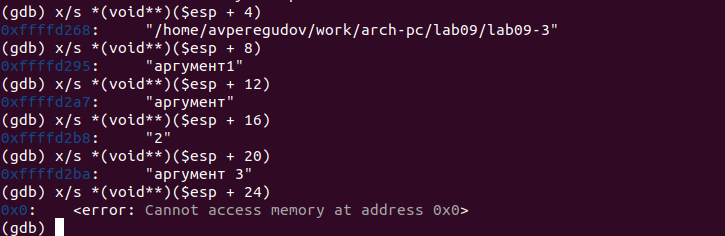 (gdb) x/s *(void**)($esp + 4)
0xffffd268:     "/home/avperegudov/work/arch-pc/lab09/lab09-3"
(gdb) x/s *(void**)($esp + 8)
0xffffd295:     "аргумент1"
(gdb) x/s *(void**)($esp + 12)
0xffffd2a7:     "аргумент"
(gdb) x/s *(void**)($esp + 16)
0xffffd2b8:     "2"
(gdb) x/s *(void**)($esp + 20)
0xffffd2ba:     "аргумент 3"
(gdb) x/s *(void**)($esp + 24)
0x0:    <error: Cannot access memory at address 0x0>
(gdb)